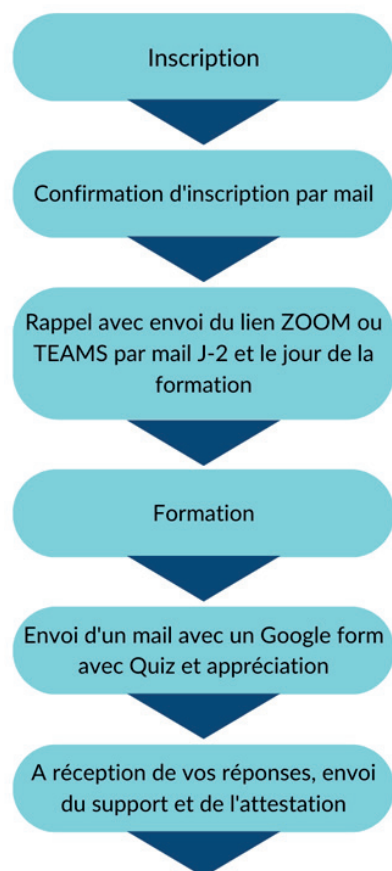 Inscription
Confirmation d'inscription par mail
Rappel avec envoi du lien ZOOM ou
TEAMS par mail J-2 et le jour de la
formation
Formation
Envoi d'un mail avec un Google form
avec Quiz et appréciation
A réception de vos réponses, envoi
du support et de l'attestation